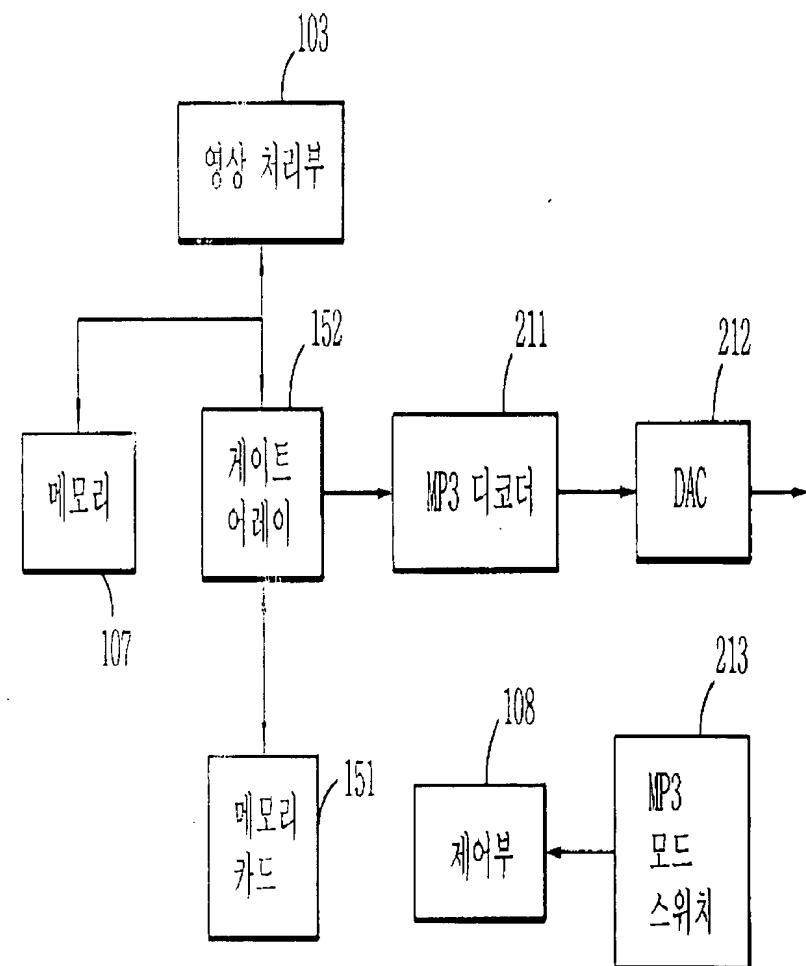 103
영상 처리부
152
211
212
게이트
어레이
메모리
MP3 디코더
DAC
107
213
108
151
메모리
카드
제어부
MP3
모드
스위치